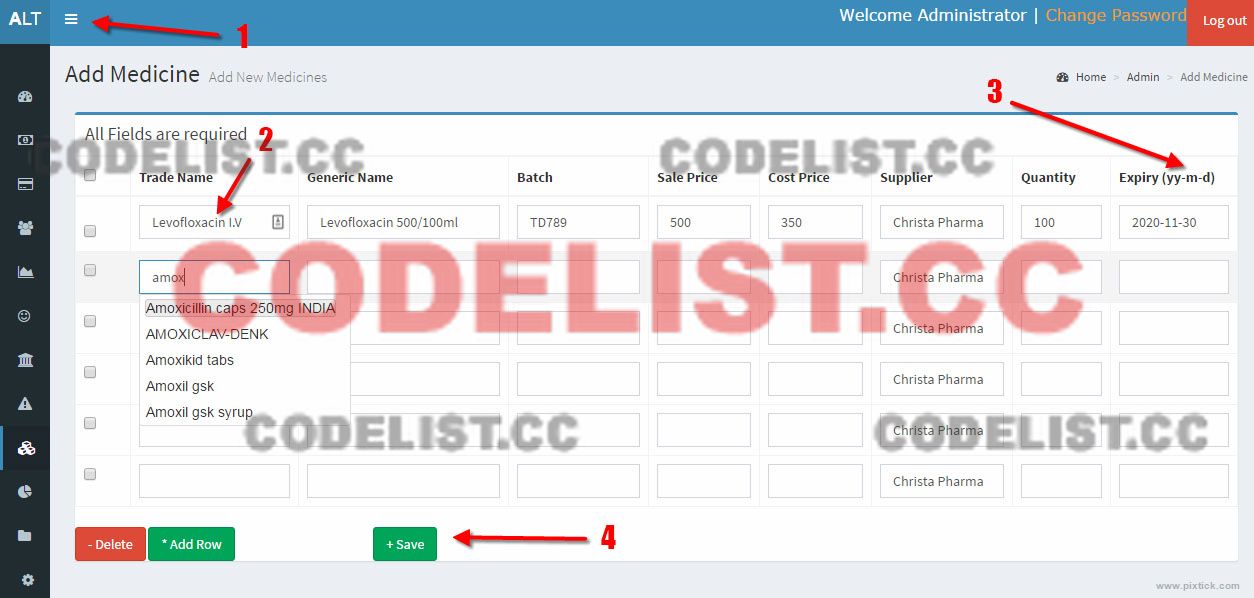 ALT
Welcome Administrator | Change Password
Log out
1
Add Medicine Add New Medicines
Home > Admin > Add Medicine
3
All Fields are required
2
CODELIST.CC
CODELIST.CC
Trade Name Generic Name Batch Sale Price Cost Price Supplier Quantity Expiry (yy-m-d)
Levofloxacin I.V Levofloxacin 500/100ml TD789 500 350 Christa Pharma 100 2020-11-30
amox Christa Pharma
CODELIST.CC
Amoxicillin caps 250mg INDIA
Christa Pharma
AMOXICLAV-DENK
Amoxikid tabs
Christa Pharma
Amoxil gsk
Amoxil gsk syrup
Christa Pharma
CODELIST.CC
CODELIST.CC
Christa Pharma
- Delete * Add Row + Save
4
www.pixtick.com